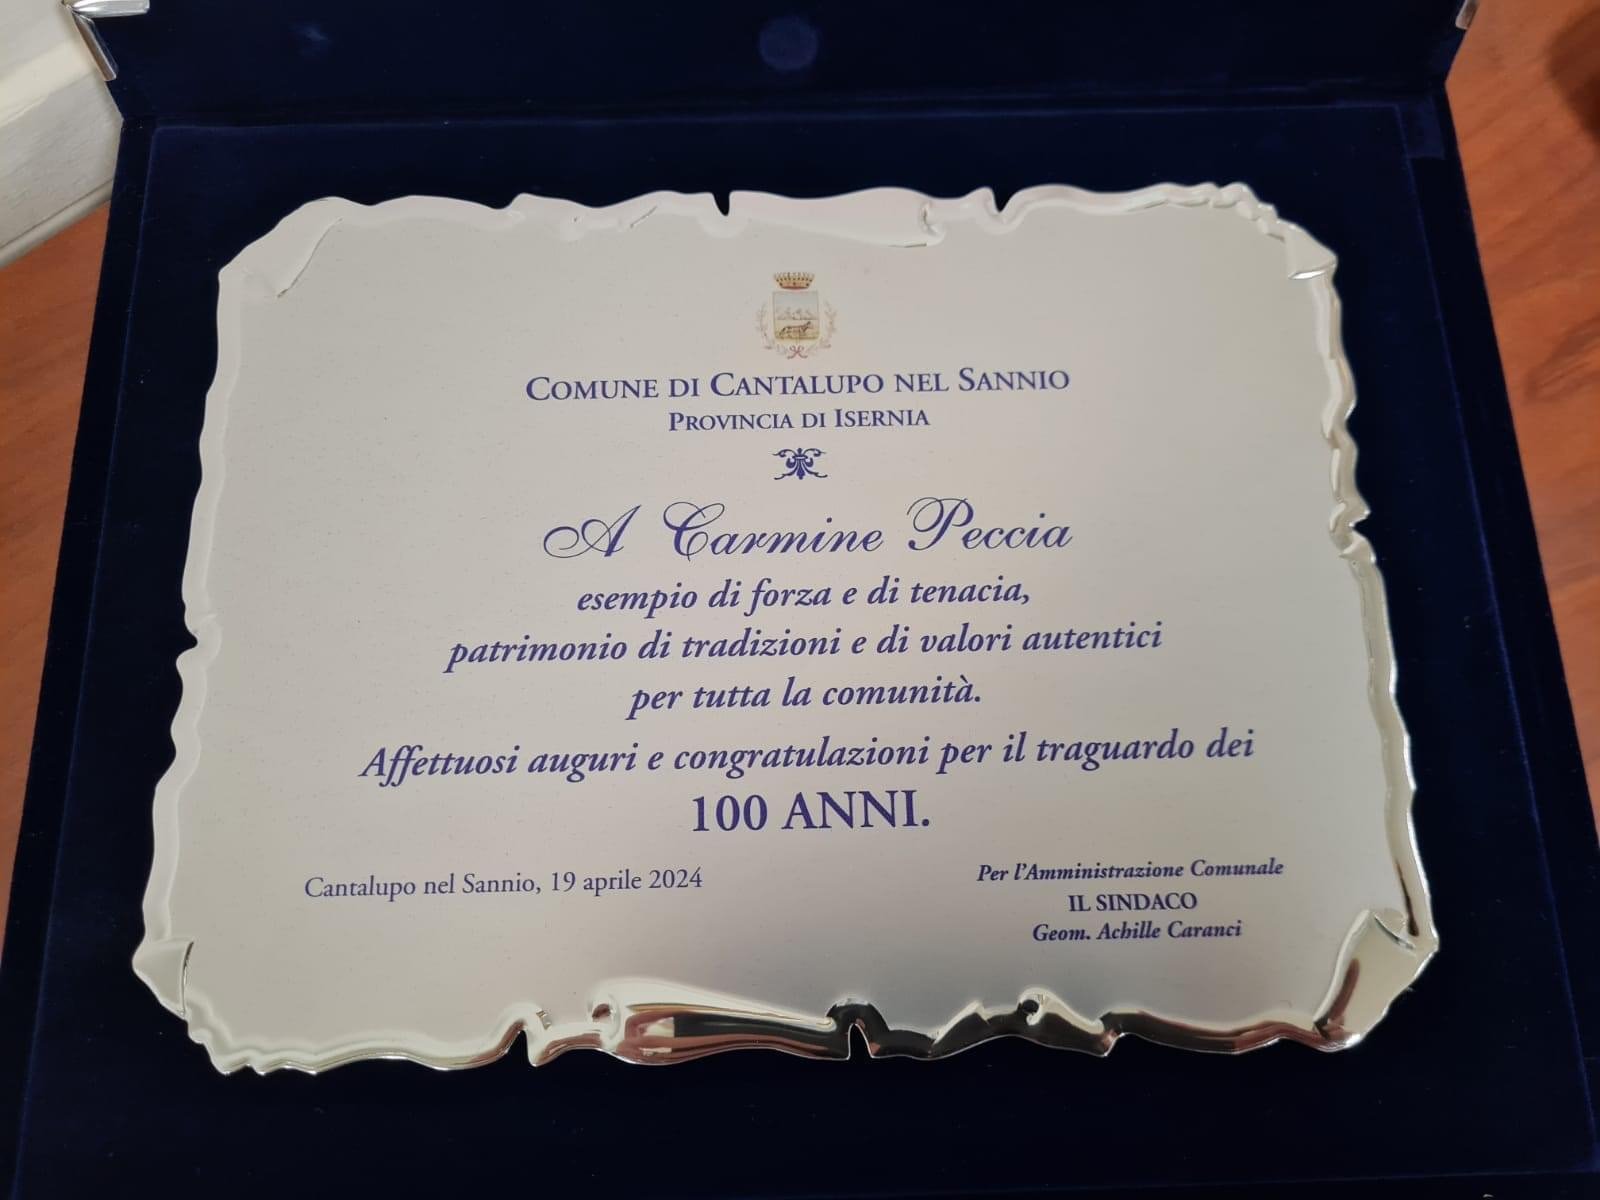 COMUNE DI CANTALUPO NEL SANNIO
PROVINCIA DI ISERNIA
A Carmine Peccia
esempio di forza e di tenacia,
patrimonio di tradizioni e di valori autentici
per tutta la comunità.
Affettuosi auguri e congratulazioni per il traguardo dei
100 ANNI.
Cantalupo nel Sannio, 19 aprile 2024
Per l'Amministrazione Comunale
IL SINDACO
Geom. Achille Caranci